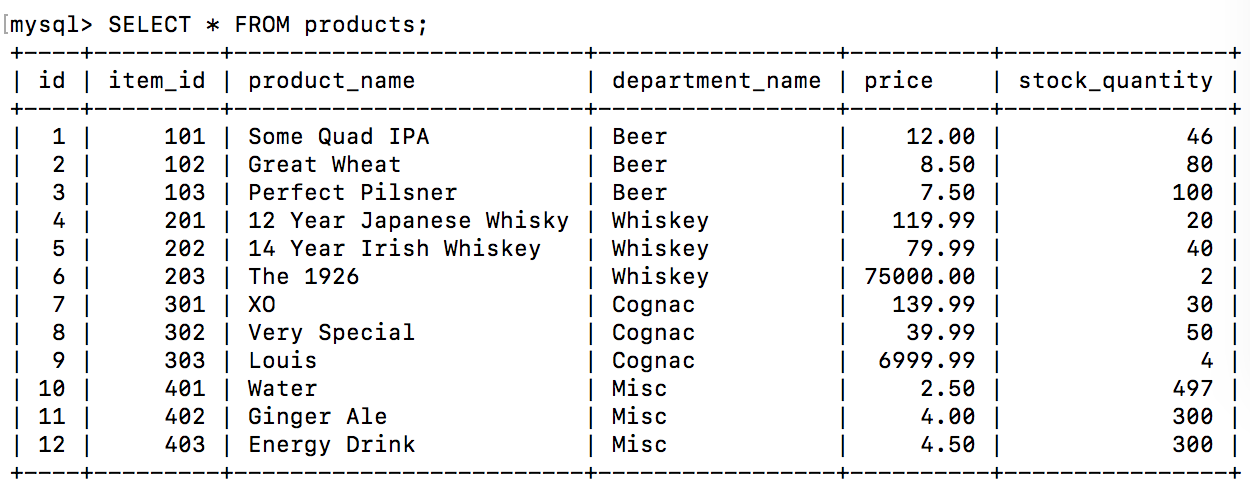 [mysql> SELECT * FROM products;
+----+---------+--------------------------+-----------------+----------+----------------+
| id | item_id | product_name             | department_name | price    | stock_quantity |
+----+---------+--------------------------+-----------------+----------+----------------+
|  1 |     101 | Some Quad IPA            | Beer            |    12.00 |             46 |
|  2 |     102 | Great Wheat              | Beer            |     8.50 |             80 |
|  3 |     103 | Perfect Pilsner          | Beer            |     7.50 |            100 |
|  4 |     201 | 12 Year Japanese Whisky  | Whiskey         |   119.99 |             20 |
|  5 |     202 | 14 Year Irish Whiskey    | Whiskey         |    79.99 |             40 |
|  6 |     203 | The 1926                 | Whiskey         | 75000.00 |              2 |
|  7 |     301 | XO                       | Cognac          |   139.99 |             30 |
|  8 |     302 | Very Special             | Cognac          |    39.99 |             50 |
|  9 |     303 | Louis                    | Cognac          |  6999.99 |              4 |
| 10 |     401 | Water                    | Misc            |     2.50 |            497 |
| 11 |     402 | Ginger Ale               | Misc            |     4.00 |            300 |
| 12 |     403 | Energy Drink             | Misc            |     4.50 |            300 |
+----+---------+--------------------------+-----------------+----------+----------------+